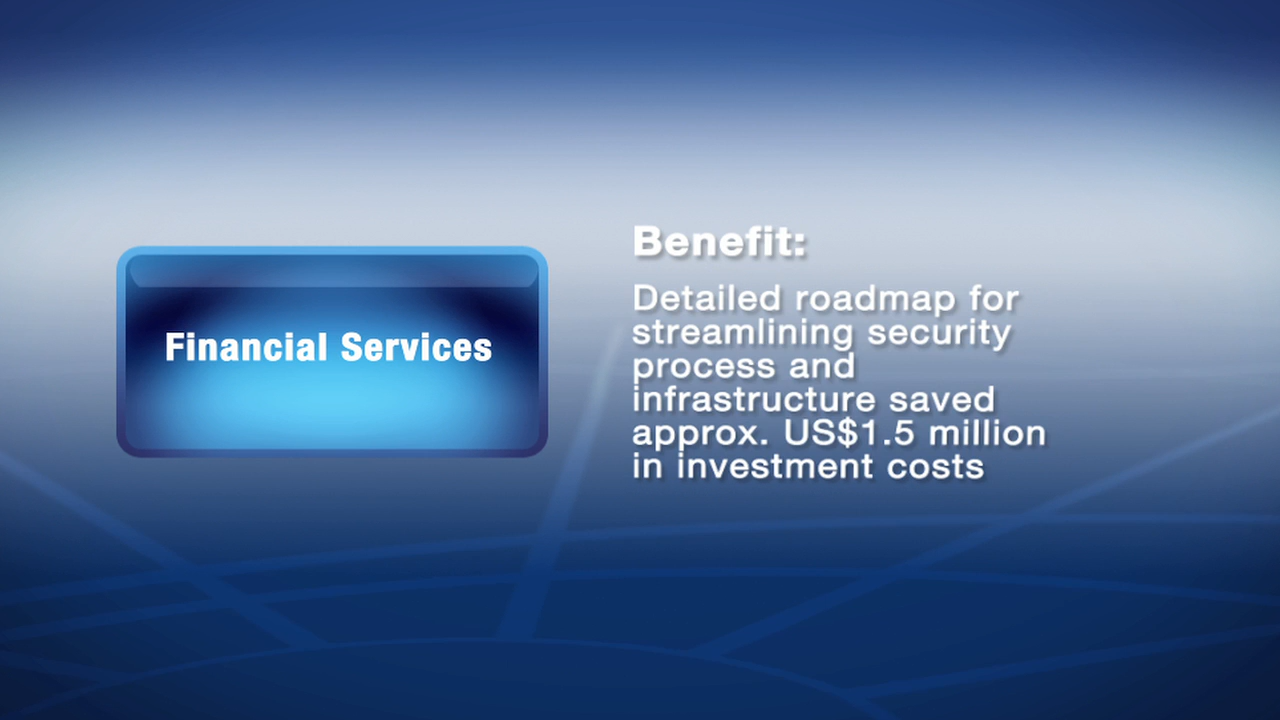 Financial Services
Benefit:
Detailed roadmap for
streamlining security
process and
infrastructure saved
approx. US$1.5 million
in investment costs